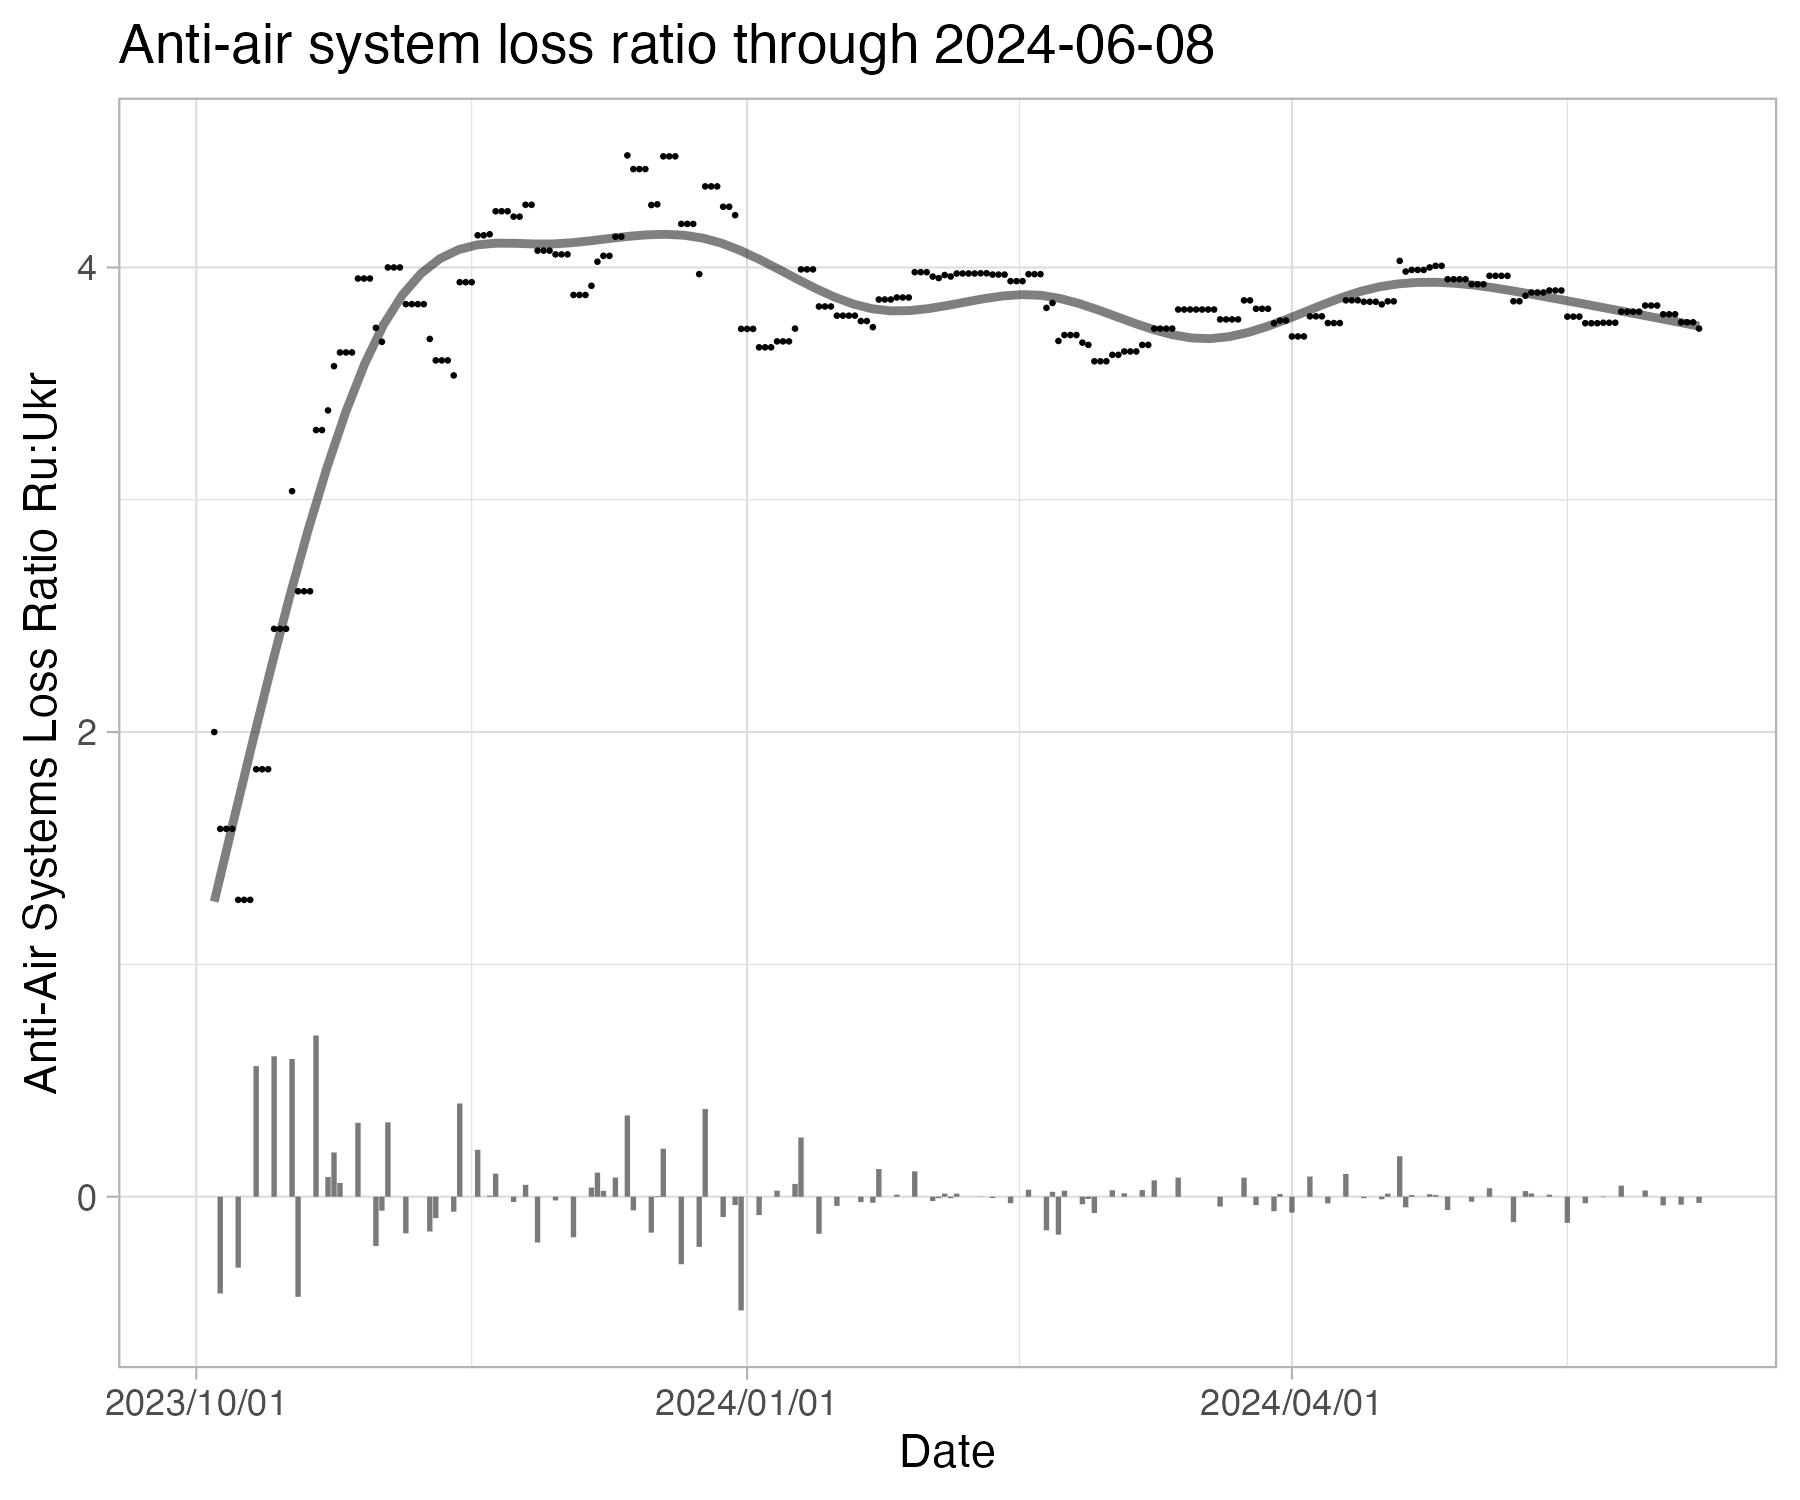 Anti-air system loss ratio through 2024-06-08
Anti-Air Systems Loss Ratio Ru:Ukr
4
2
0
2023/10/01
2024/01/01
2024/04/01
Date